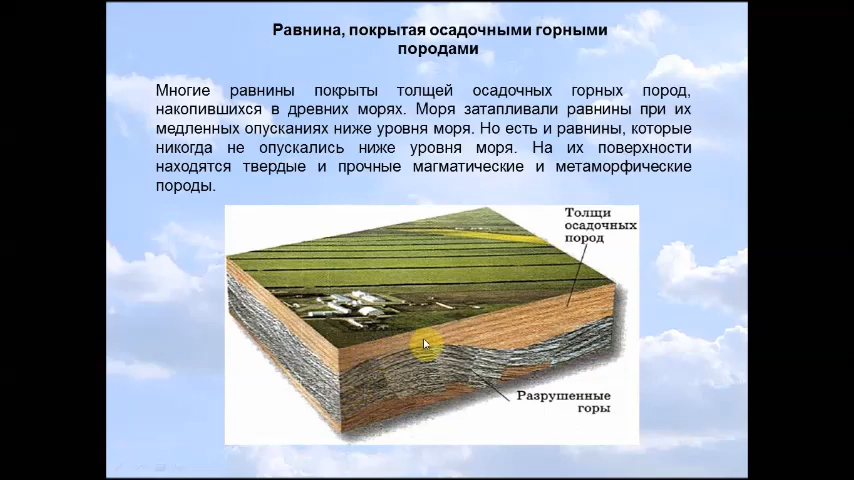 Равнина, покрытая осадочными горными
породами
Многие равнины покрыты толщей осадочных горных пород,
накопившихся в древних морях. Моря затапливали равнины при их
медленных опусканиях ниже уровня моря. Но есть и равнины, которые
никогда не опускались ниже уровня моря. На их поверхности
находятся твердые и прочные магматические и метаморфические
породы.
Толщи
осадочных
пород
Разрушенные
горы